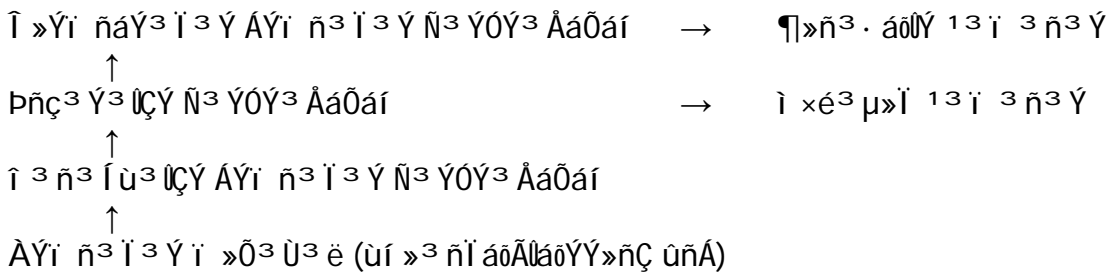 Î »Ýï ñáÝ³ Ï³ Ý ÁÝï ñ³ Ï³ Ý Ñ³ ÝÓÝ³ ÅáÕáí → ¶»ñ³ · áõÛÝ ¹³ ï ³ ñ³ Ý
↑
Þñç³ Ý³ ÛÇÝ Ñ³ ÝÓÝ³ ÅáÕáí → ì ×é³ µ»Ï ¹³ ï ³ ñ³ Ý
↑
î ³ ñ³ Íù³ ÛÇÝ ÁÝï ñ³ Ï³ Ý Ñ³ ÝÓÝ³ ÅáÕáí
↑
ÀÝï ñ³ Ï³ Ý ï »Õ³ Ù³ ë (ùí »³ ñÏ áõÃÛáõÝÝ»ñÇ ûñÁ)